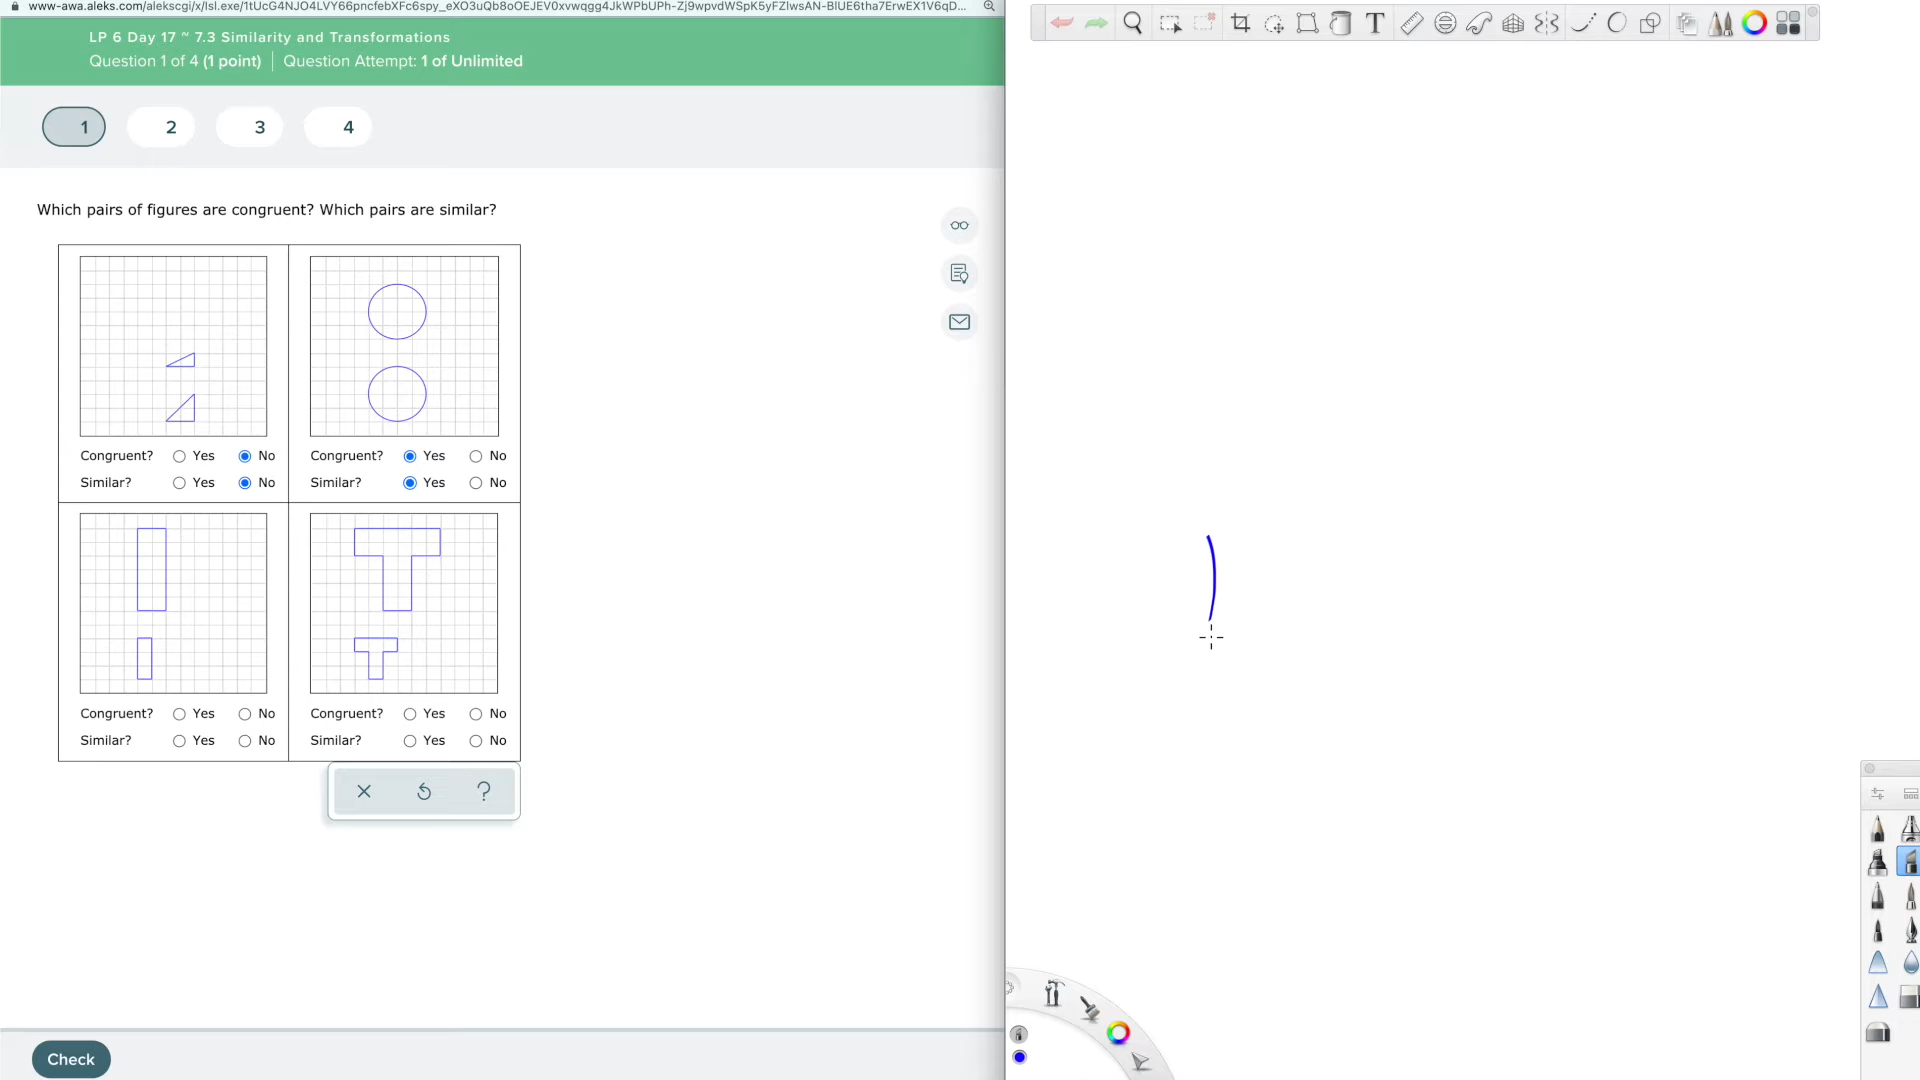 www-awa.aleks.com/alekscgi/x/lsl.exe/1tUcG4NJO4LVY66pncfebXFc6spy_eXO3uQb8oOEJEV0xvwqgg4JkWPbUPh-Zj9wpvdWSpK5yFZlwsAN-BlUE6tha7ErwEX1V6qD...
LP 6 Day 17 ~ 7.3 Similarity and Transformations
Question 1 of 4 (1 point) | Question Attempt: 1 of Unlimited
1 2 3 4
Which pairs of figures are congruent? Which pairs are similar?
Congruent? Yes No Congruent? Yes No
Similar? Yes No Similar? Yes No
Congruent? Yes No Congruent? Yes No
Similar? Yes No Similar? Yes No
?
Check
T